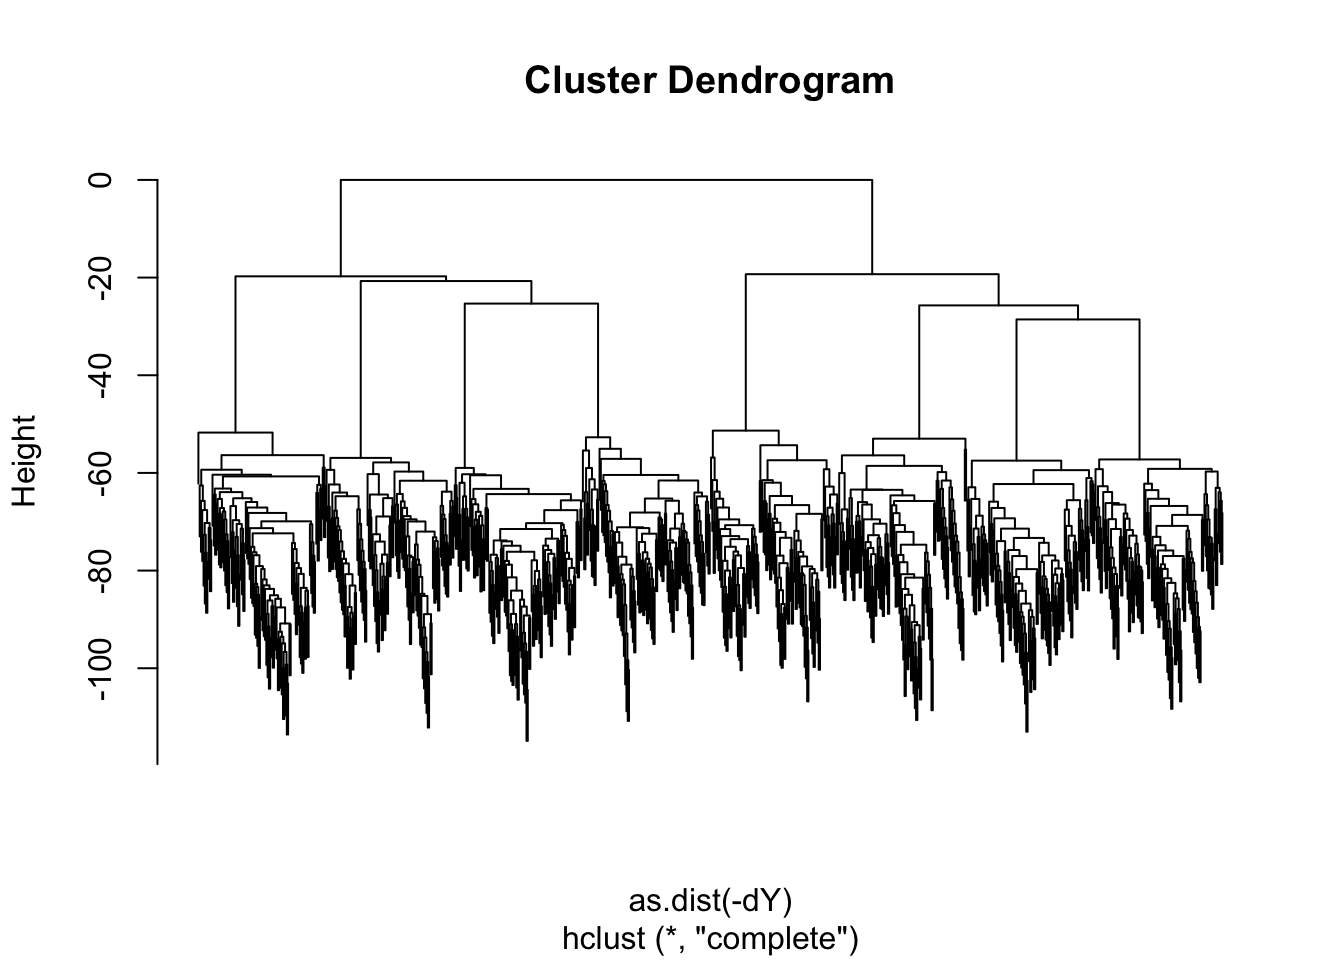 Cluster Dendrogram
Height
0
-20
-40
-60
-80
-100
as.dist(-dY)
hclust (*, "complete")